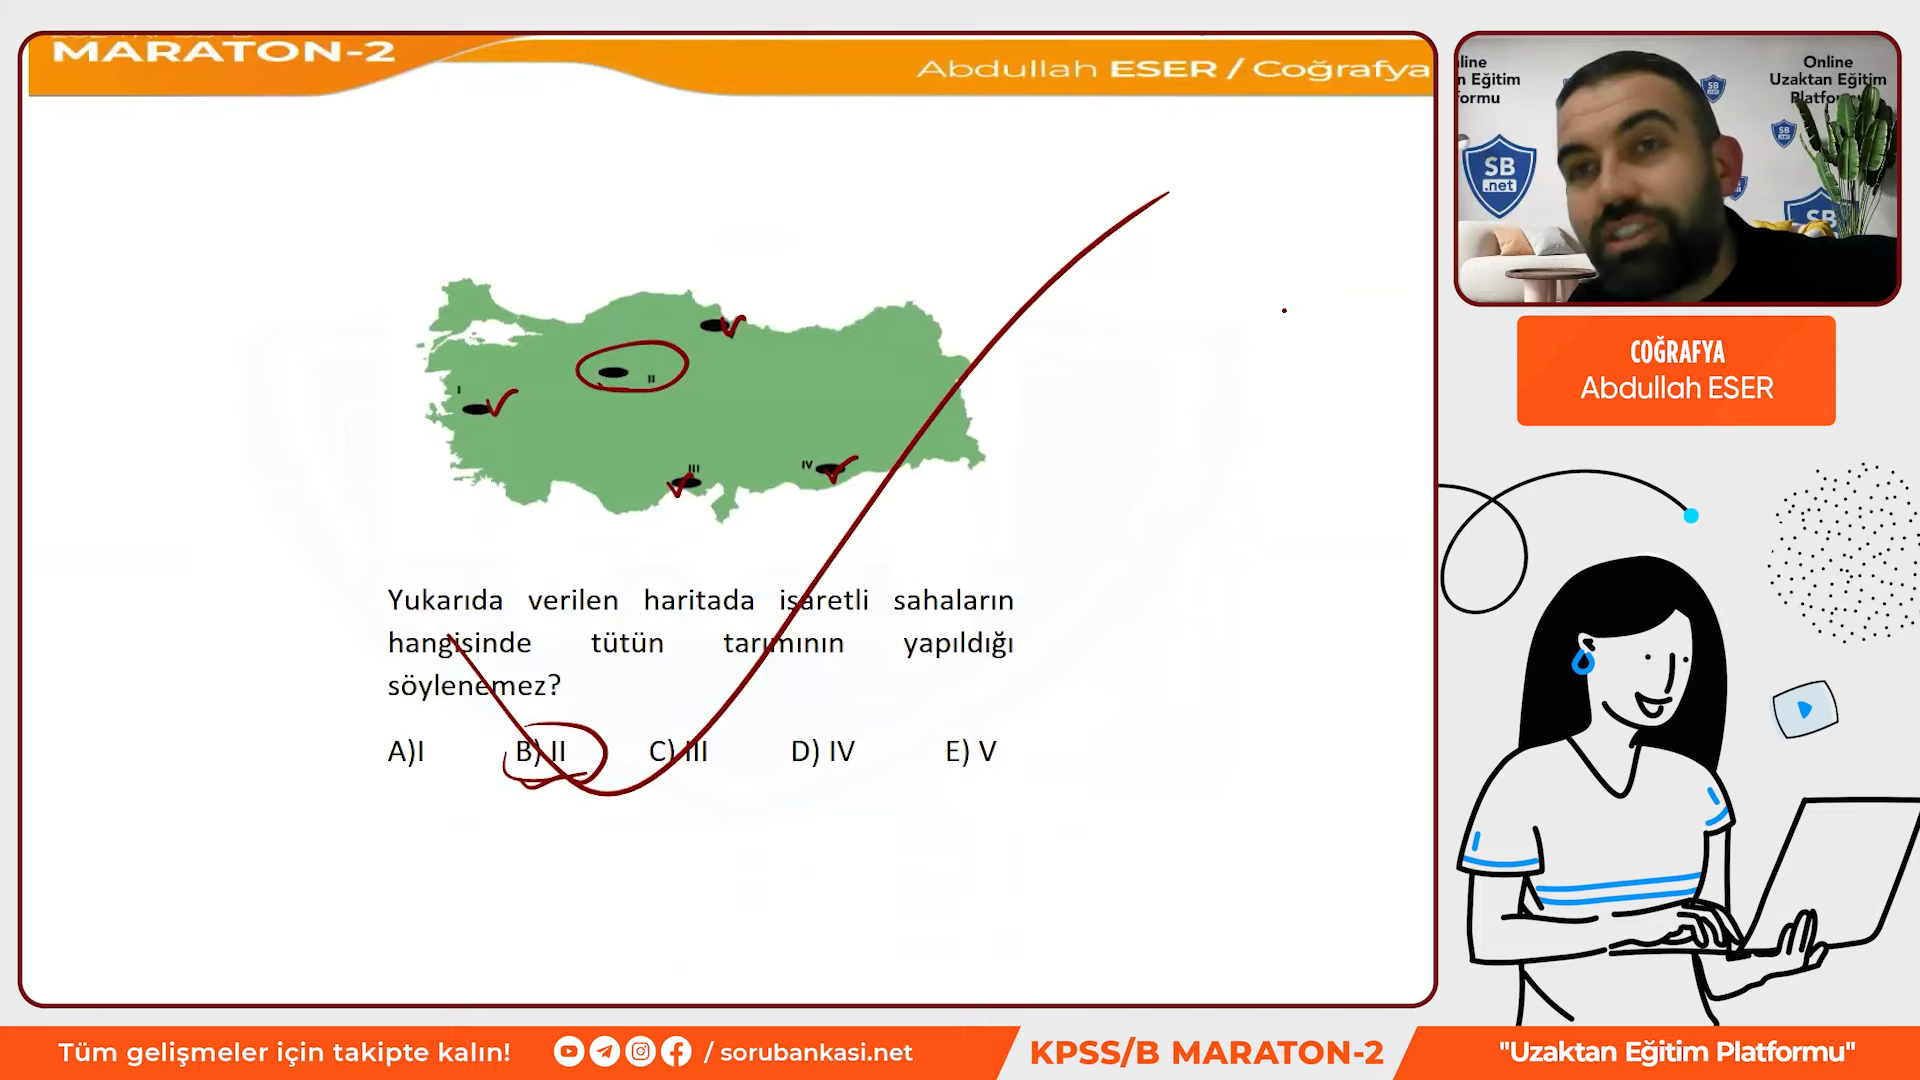 MARATON-2
Abdullah ESER / Coğrafya
I
II
III
IV
Yukarıda verilen haritada işaretli sahaların
hangisinde tütün tarımının yapıldığı
söylenemez?
A)I B) II C) III D) IV E) V
Online
Uzaktan Eğitim
Platformu
SB
.net
SB
COĞRAFYA
Abdullah ESER
Tüm gelişmeler için takipte kalın!
/ sorubankasi.net
KPSS/B MARATON-2
"Uzaktan Eğitim Platformu"